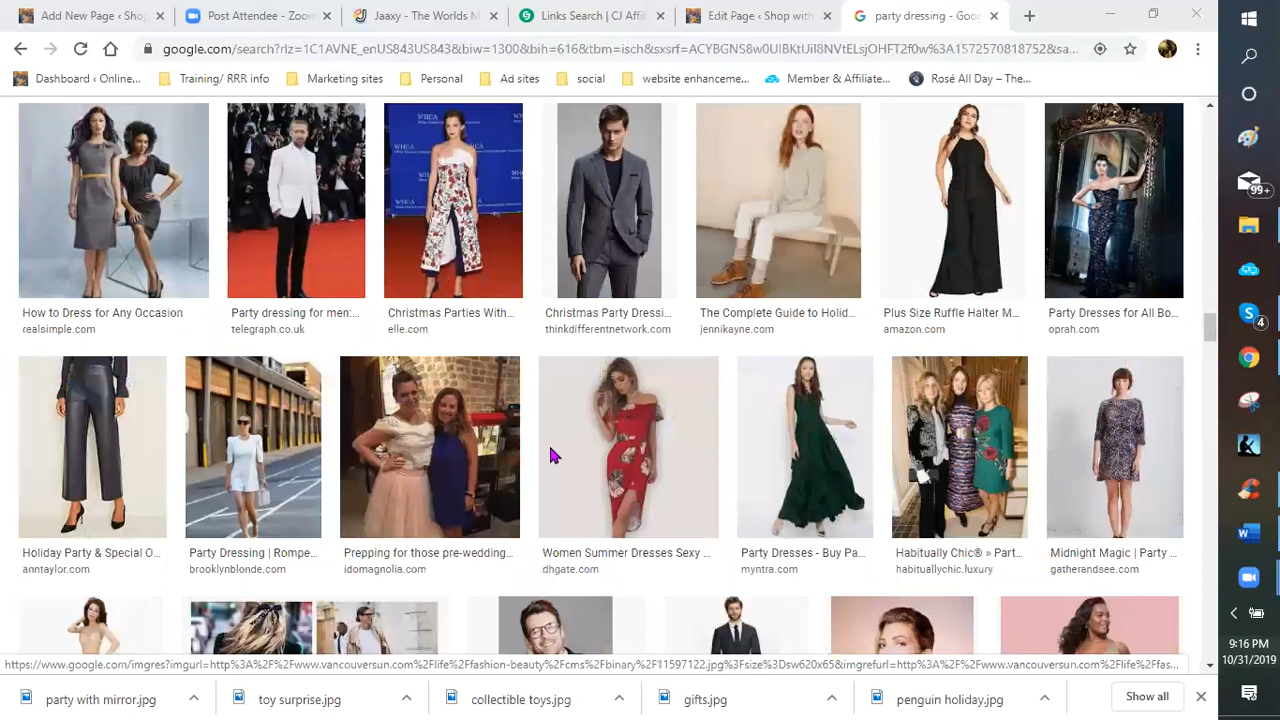 Add New Page ‹ Shop
Post Attendee - Zoom
Jaaxy - The Worlds M
Links Search | CJ Affili
Edit Page ‹ Shop with
party dressing - Goo
google.com/search?rlz=1C1AVNE_enUS843US843&biw=1300&bih=616&tbm=isch&sxsrf=ACYBGNS8w0UIBKtUil8NVtELsjOHFT2f0w%3A1572570818752&sa...
Dashboard ‹ Online...
Training/ RRR info
Marketing sites
Personal
Ad sites
social
website enhanceme...
Member & Affiliate...
Rosé All Day – The...
How to Dress for Any Occasion
realsimple.com
Party dressing for men:...
telegraph.co.uk
Christmas Parties With...
elle.com
Christmas Party Dressi...
thinkdifferentnetwork.com
The Complete Guide to Holid...
jennikayne.com
Plus Size Ruffle Halter M...
amazon.com
Party Dresses for All Bo...
oprah.com
Holiday Party & Special O...
anntaylor.com
Party Dressing | Rompe...
brooklynblonde.com
Prepping for those pre-wedding...
idomagnolia.com
Women Summer Dresses Sexy ...
dhgate.com
Party Dresses - Buy Pa...
myntra.com
Habitually Chic® » Part...
habituallychic.luxury
Midnight Magic | Party ...
gatherandsee.com
https://www.google.com/imgres?imgurl=http%3A%2F%2Fwww.vancouversun.com%2Flife%2Ffashion-beauty%2Fcms%2Fbinary%2F11597122.jpg%3Fsize%3Dsw620x65&imgrefurl=http%3A%2F%2Fwww.vancouversun.com%2Flife%2Ffas...
party with mirror.jpg
toy surprise.jpg
collectible toys.jpg
gifts.jpg
penguin holiday.jpg
Show all
99+
4
9:16 PM
10/31/2019